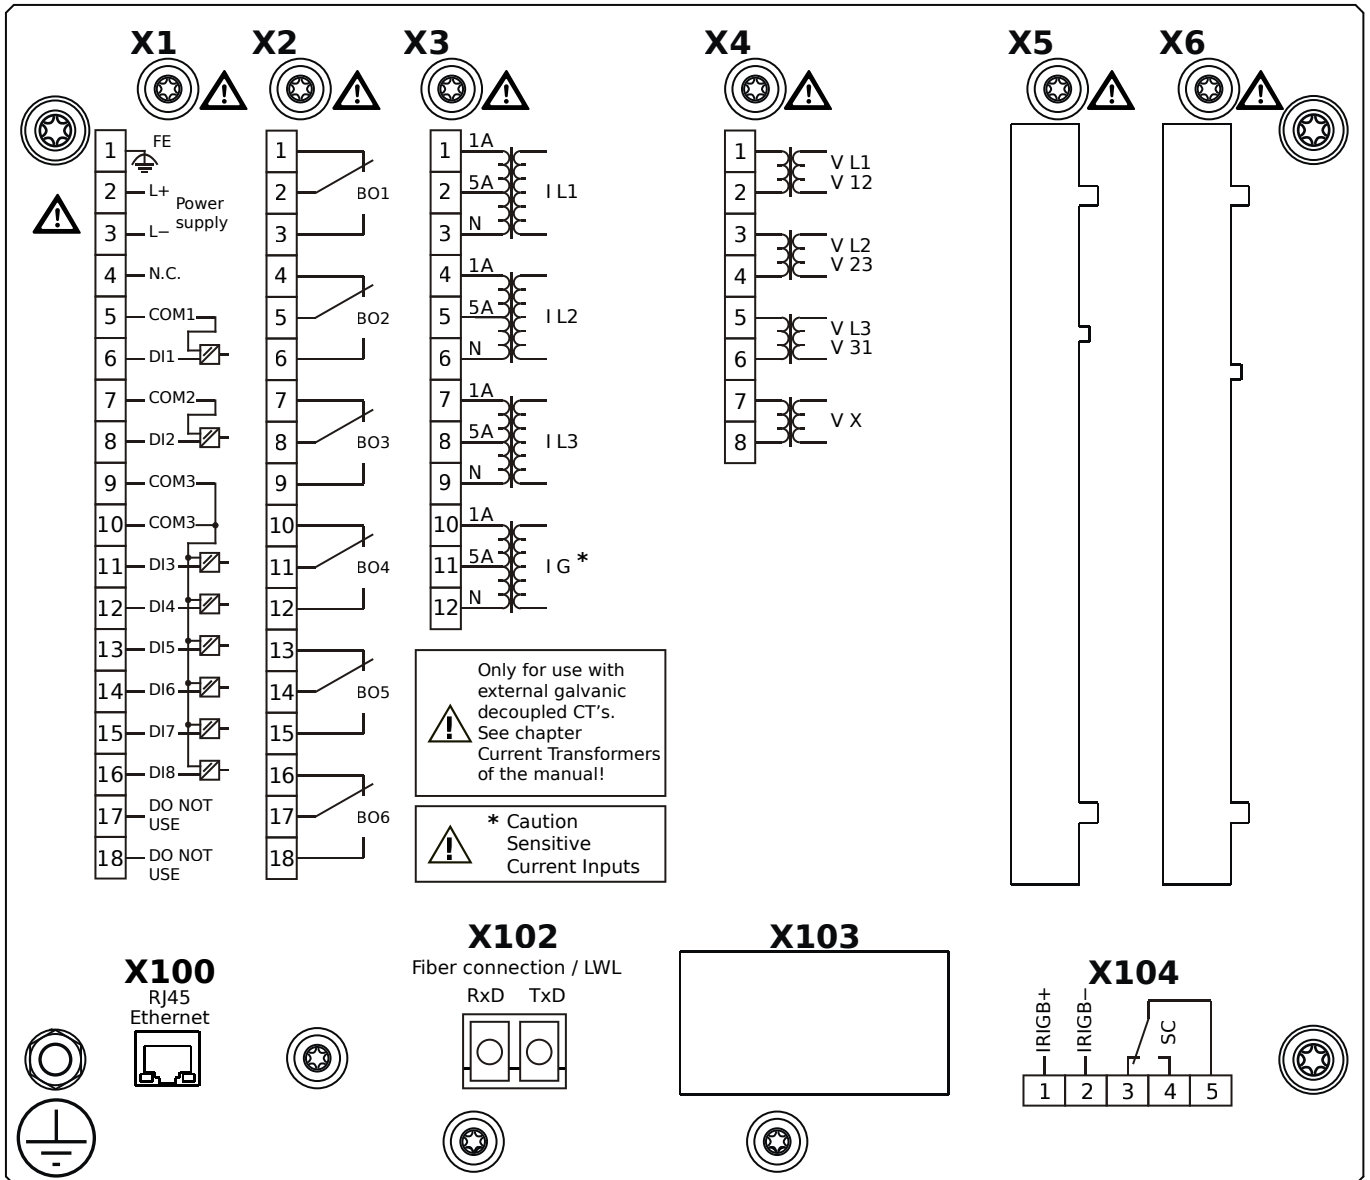 X1 X2 X3 X4 X5 X6
1 FE
2 L+ Power
supply
3 L−
4 N.C.
5 COM1
6 DI1
7 COM2
8 DI2
9 COM3
10 COM3
11 DI3
12 DI4
13 DI5
14 DI6
15 DI7
16 DI8
17 DO NOT
USE
18 DO NOT
USE
1
2 BO1
3
4
5 BO2
6
7
8 BO3
9
10
11 BO4
12
13
14 BO5
15
16
17 BO6
18
1 1A
2 5A I L1
3 N
4 1A
5 5A I L2
6 N
7 1A
8 5A I L3
9 N
10 1A
11 5A I G *
12 N
Only for use with
external galvanic
decoupled CT's.
See chapter
Current Transformers
of the manual!
* Caution
Sensitive
Current Inputs
1 V L1
2 V 12
3 V L2
4 V 23
5 V L3
6 V 31
7 V X
8
X100
RJ45
Ethernet
X102
Fiber connection / LWL
RxD TxD
X103
X104
IRIGB+ IRIGB− SC
1 2 3 4 5